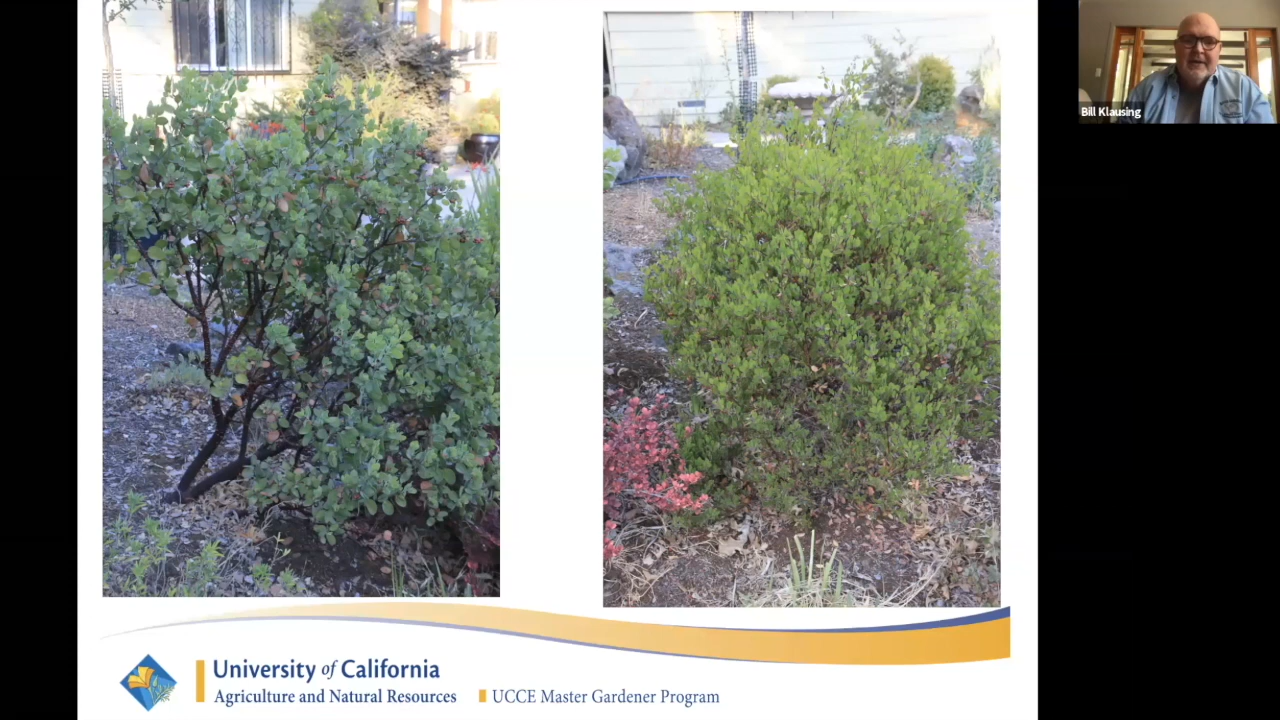 Bill Klausing
University of California
Agriculture and Natural Resources
UCCE Master Gardener Program